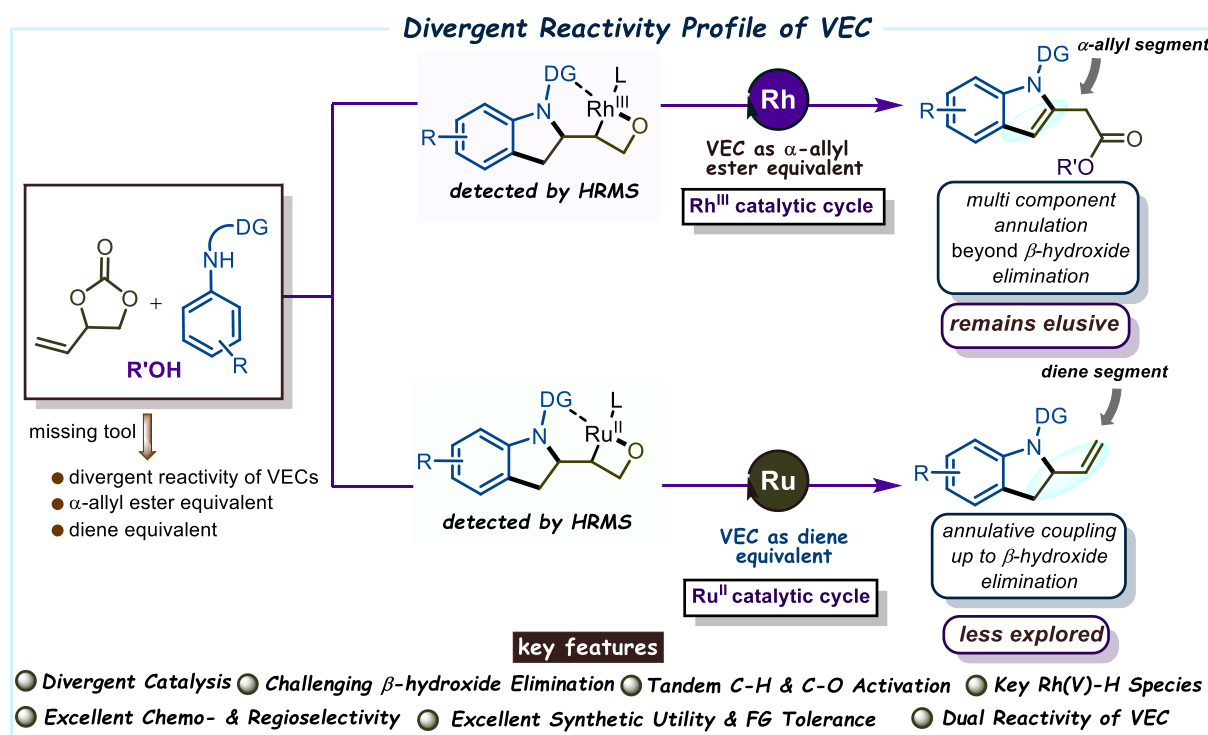 Divergent Reactivity Profile of VEC
DG
L
N
Rh^III
O
R
detected by HRMS
Rh
VEC as α-allyl
ester equivalent
Rh^III catalytic cycle
α-allyl segment
DG
N
R
O
R'O
multi component
annulation
beyond β-hydroxide
elimination
remains elusive
O
O
O
+
DG
NH
R
R'OH
missing tool
divergent reactivity of VECs
α-allyl ester equivalent
diene equivalent
DG
L
N
Ru^II
O
R
detected by HRMS
Ru
VEC as diene
equivalent
Ru^II catalytic cycle
diene segment
DG
N
R
annulative coupling
up to β-hydroxide
elimination
less explored
key features
Divergent Catalysis
Challenging β-hydroxide Elimination
Tandem C-H & C-O Activation
Key Rh(V)-H Species
Excellent Chemo- & Regioselectivity
Excellent Synthetic Utility & FG Tolerance
Dual Reactivity of VEC